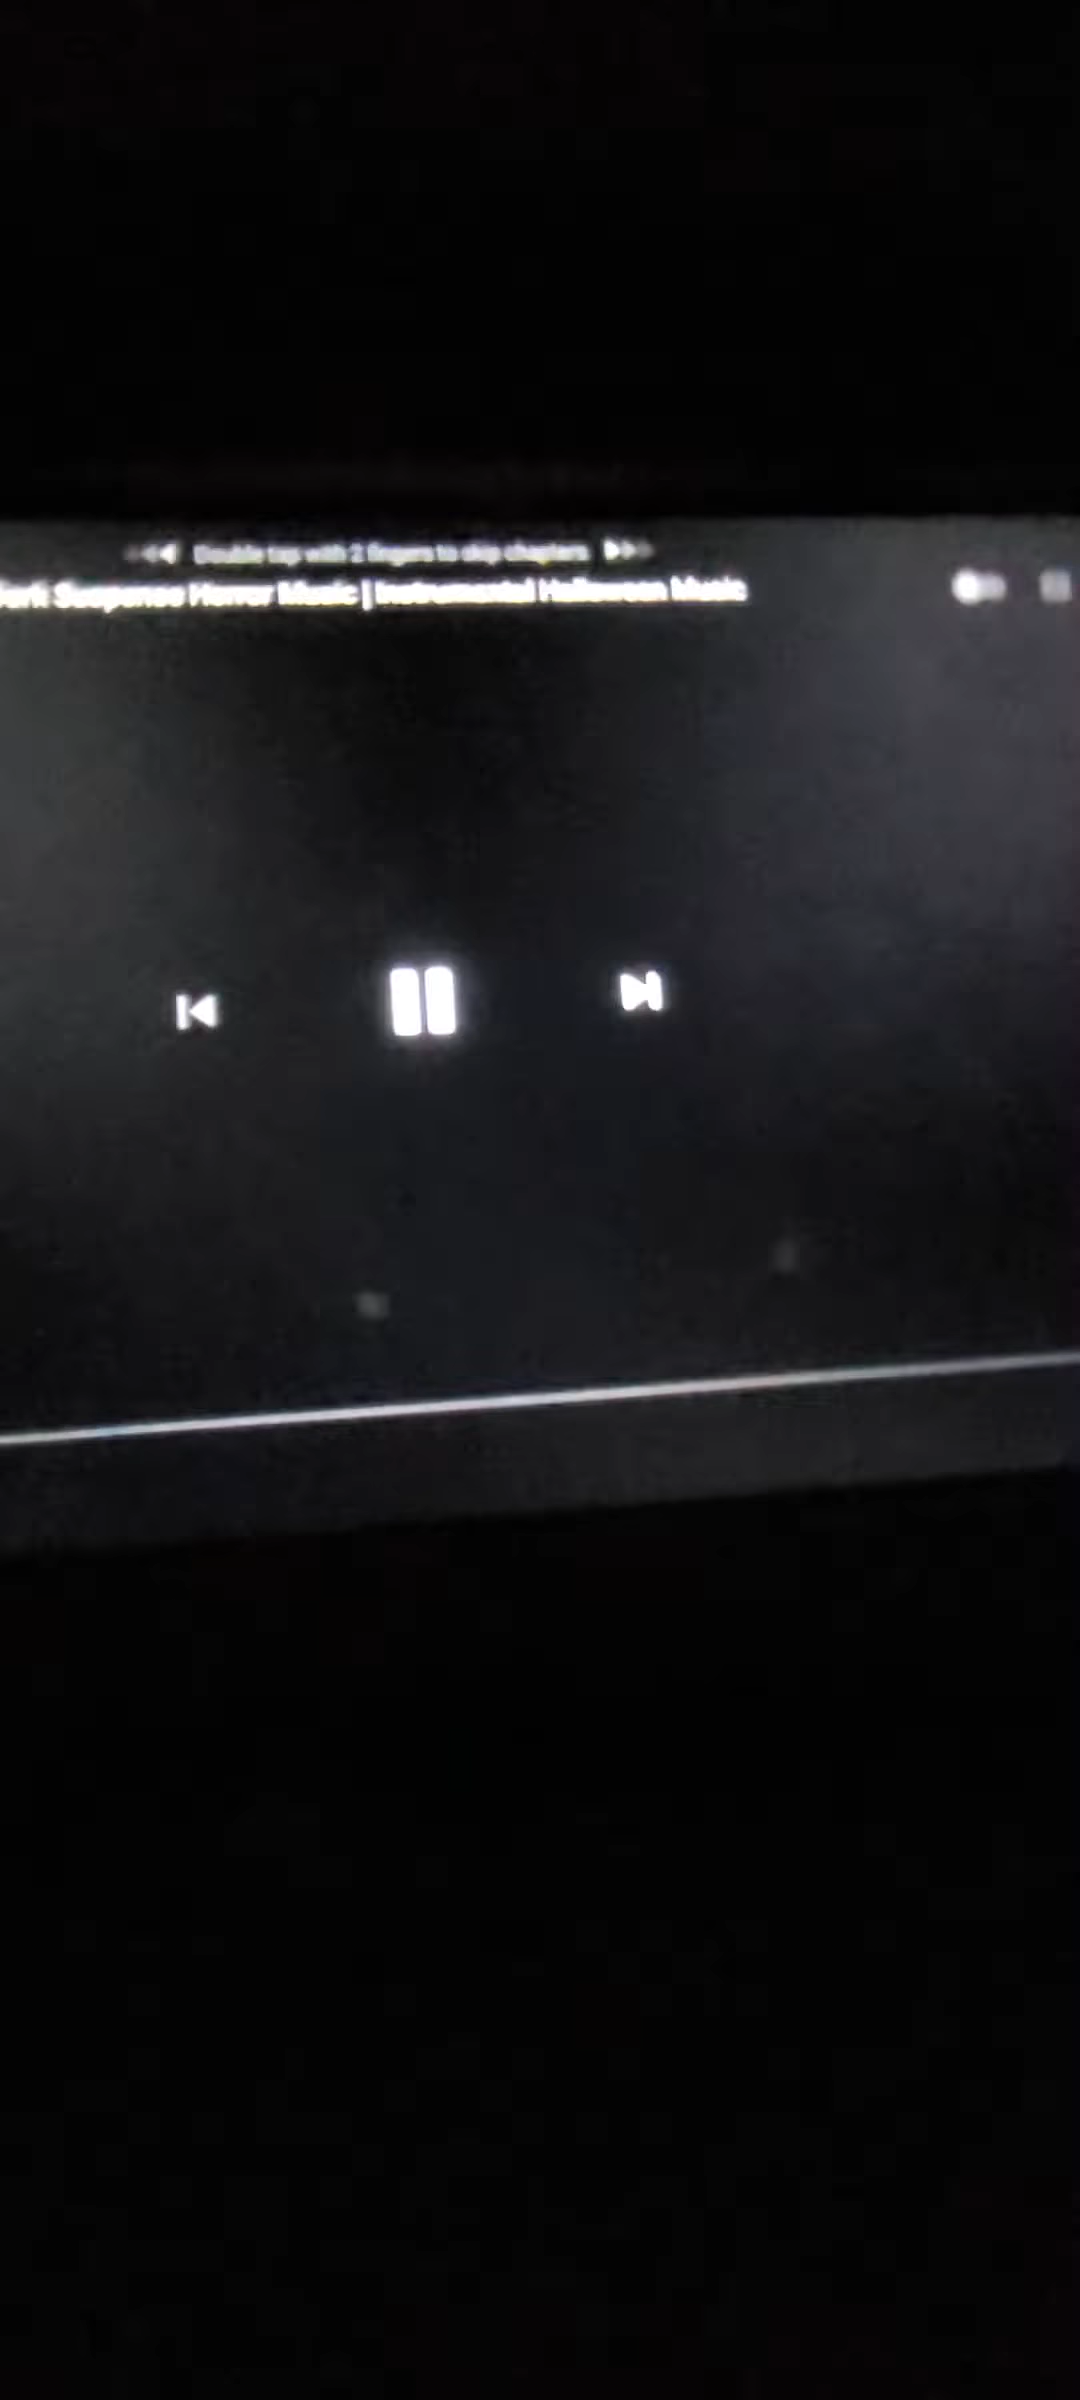 Double tap with 2 fingers to skip chapters
Suspense Horror Music | Instrumental Halloween Music